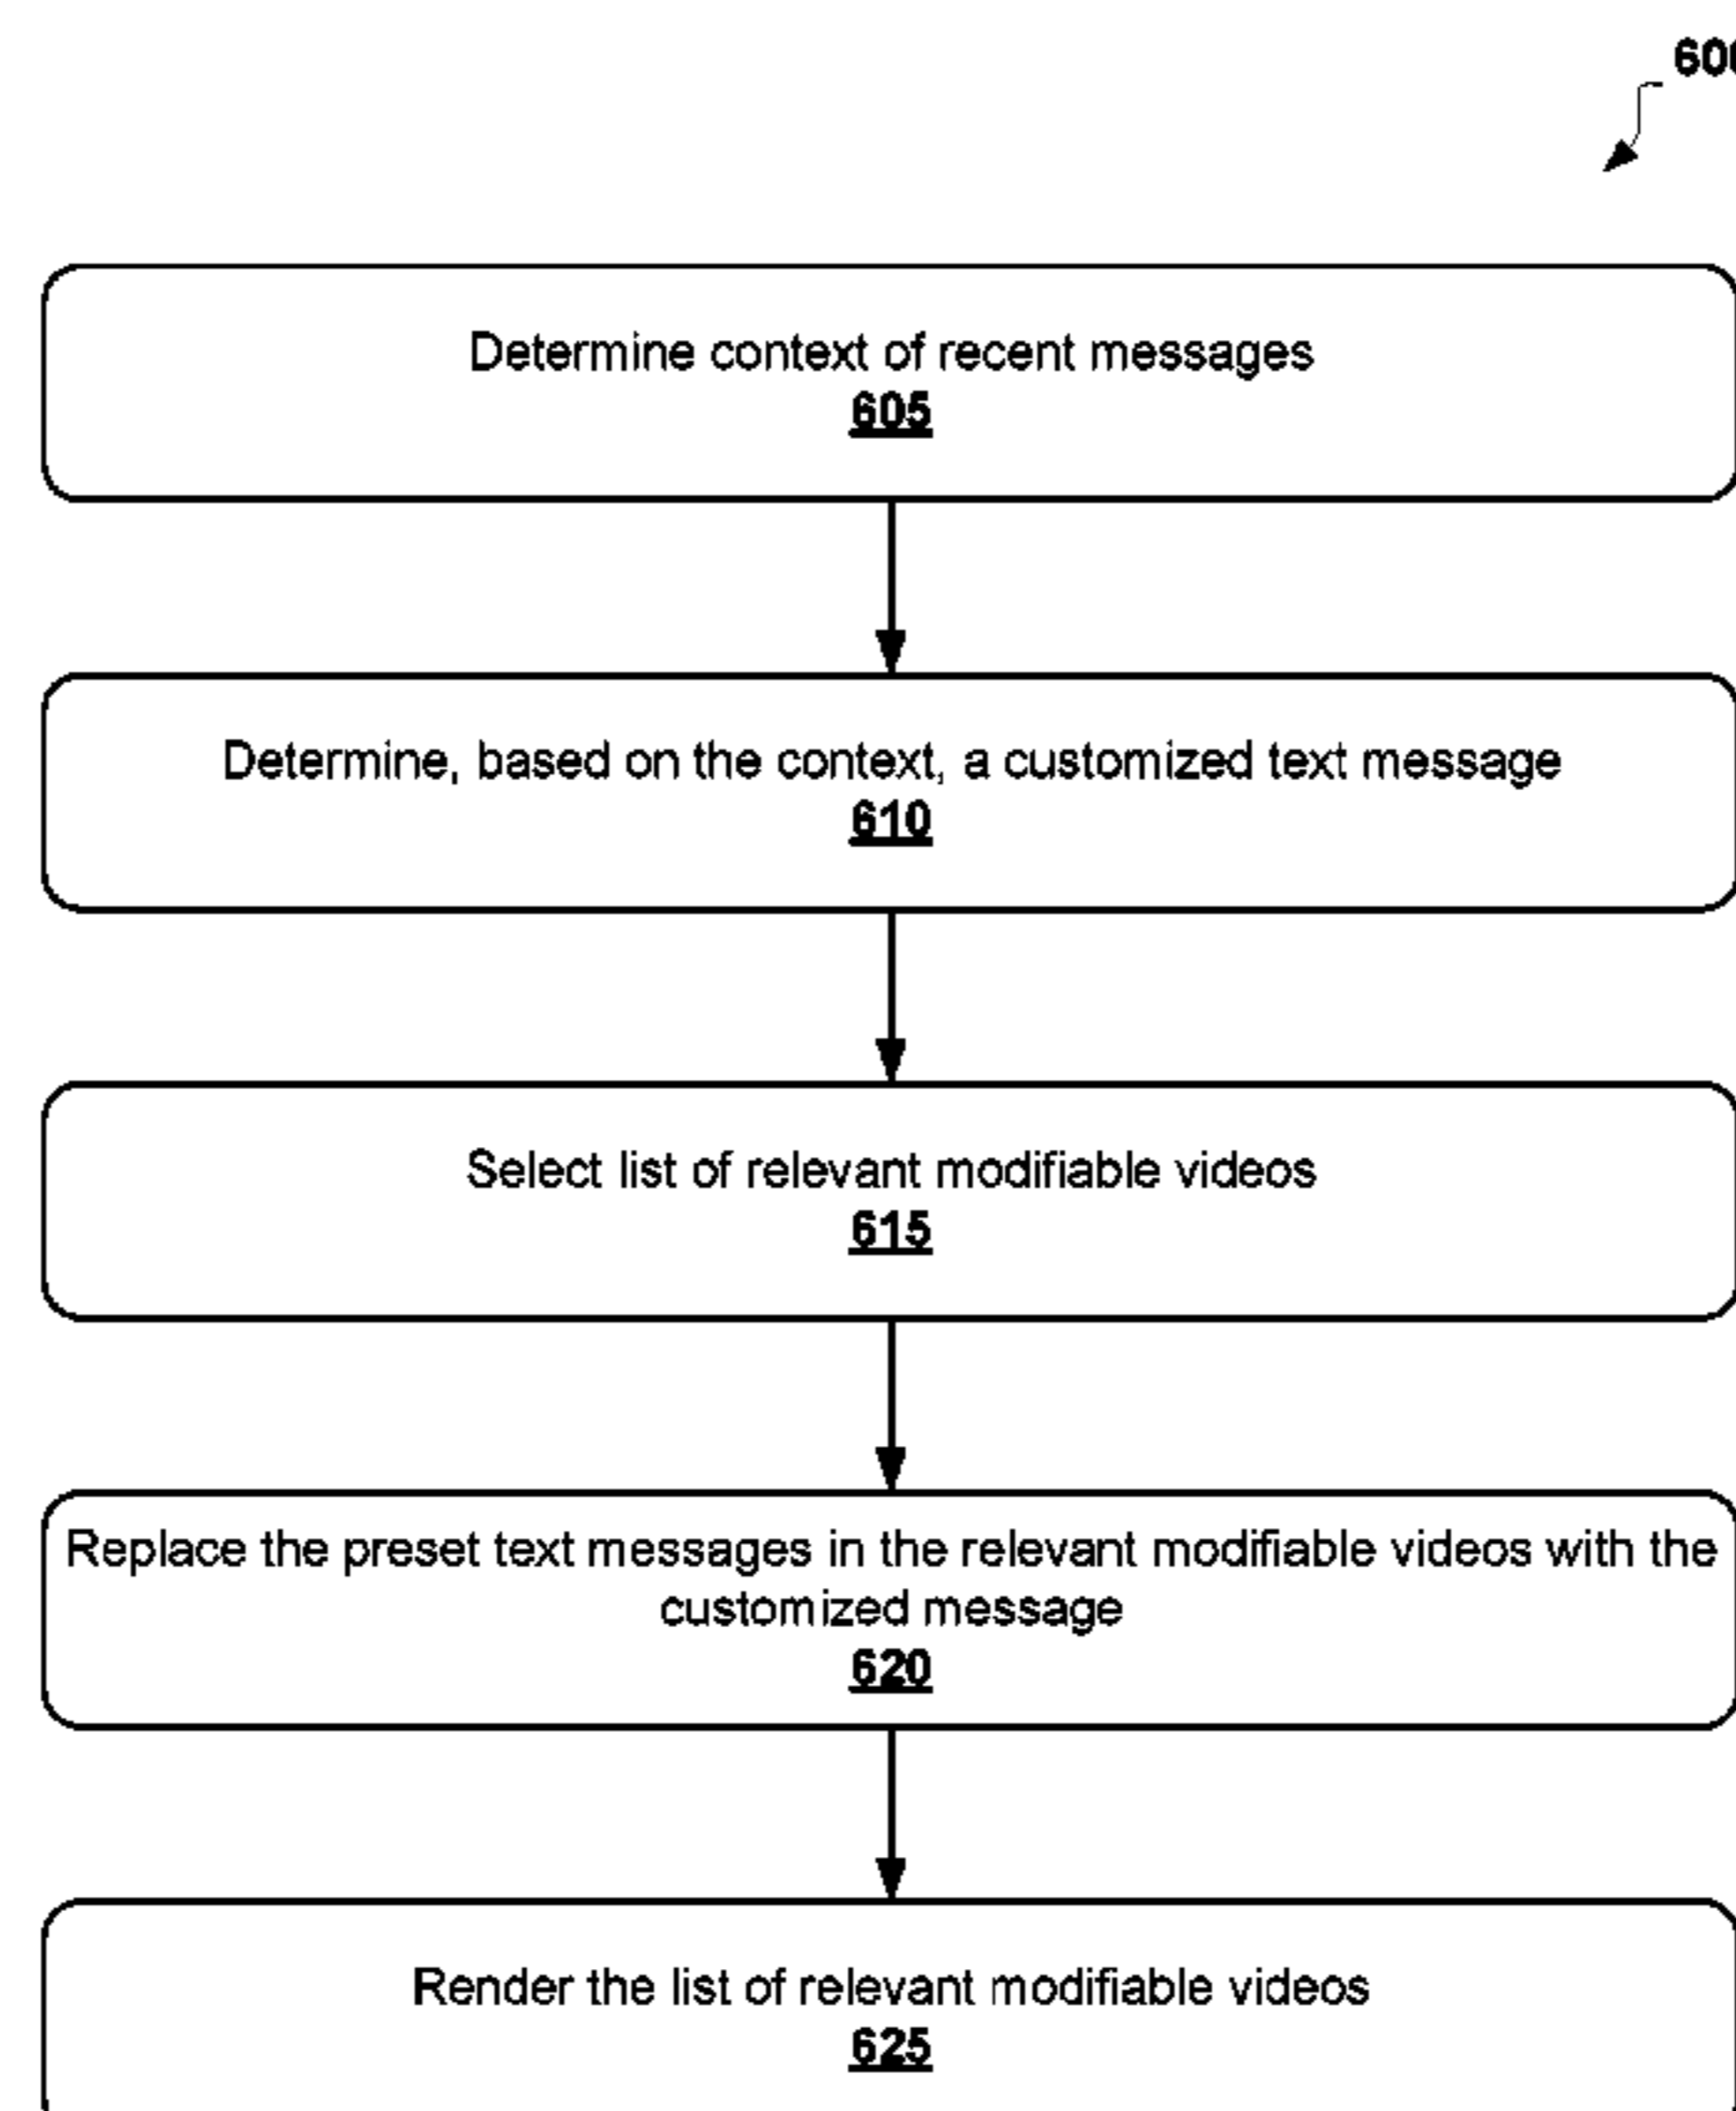 600
Determine context of recent messages
605
Determine, based on the context, a customized text message
610
Select list of relevant modifiable videos
615
Replace the preset text messages in the relevant modifiable videos with the
customized message
620
Render the list of relevant modifiable videos
625